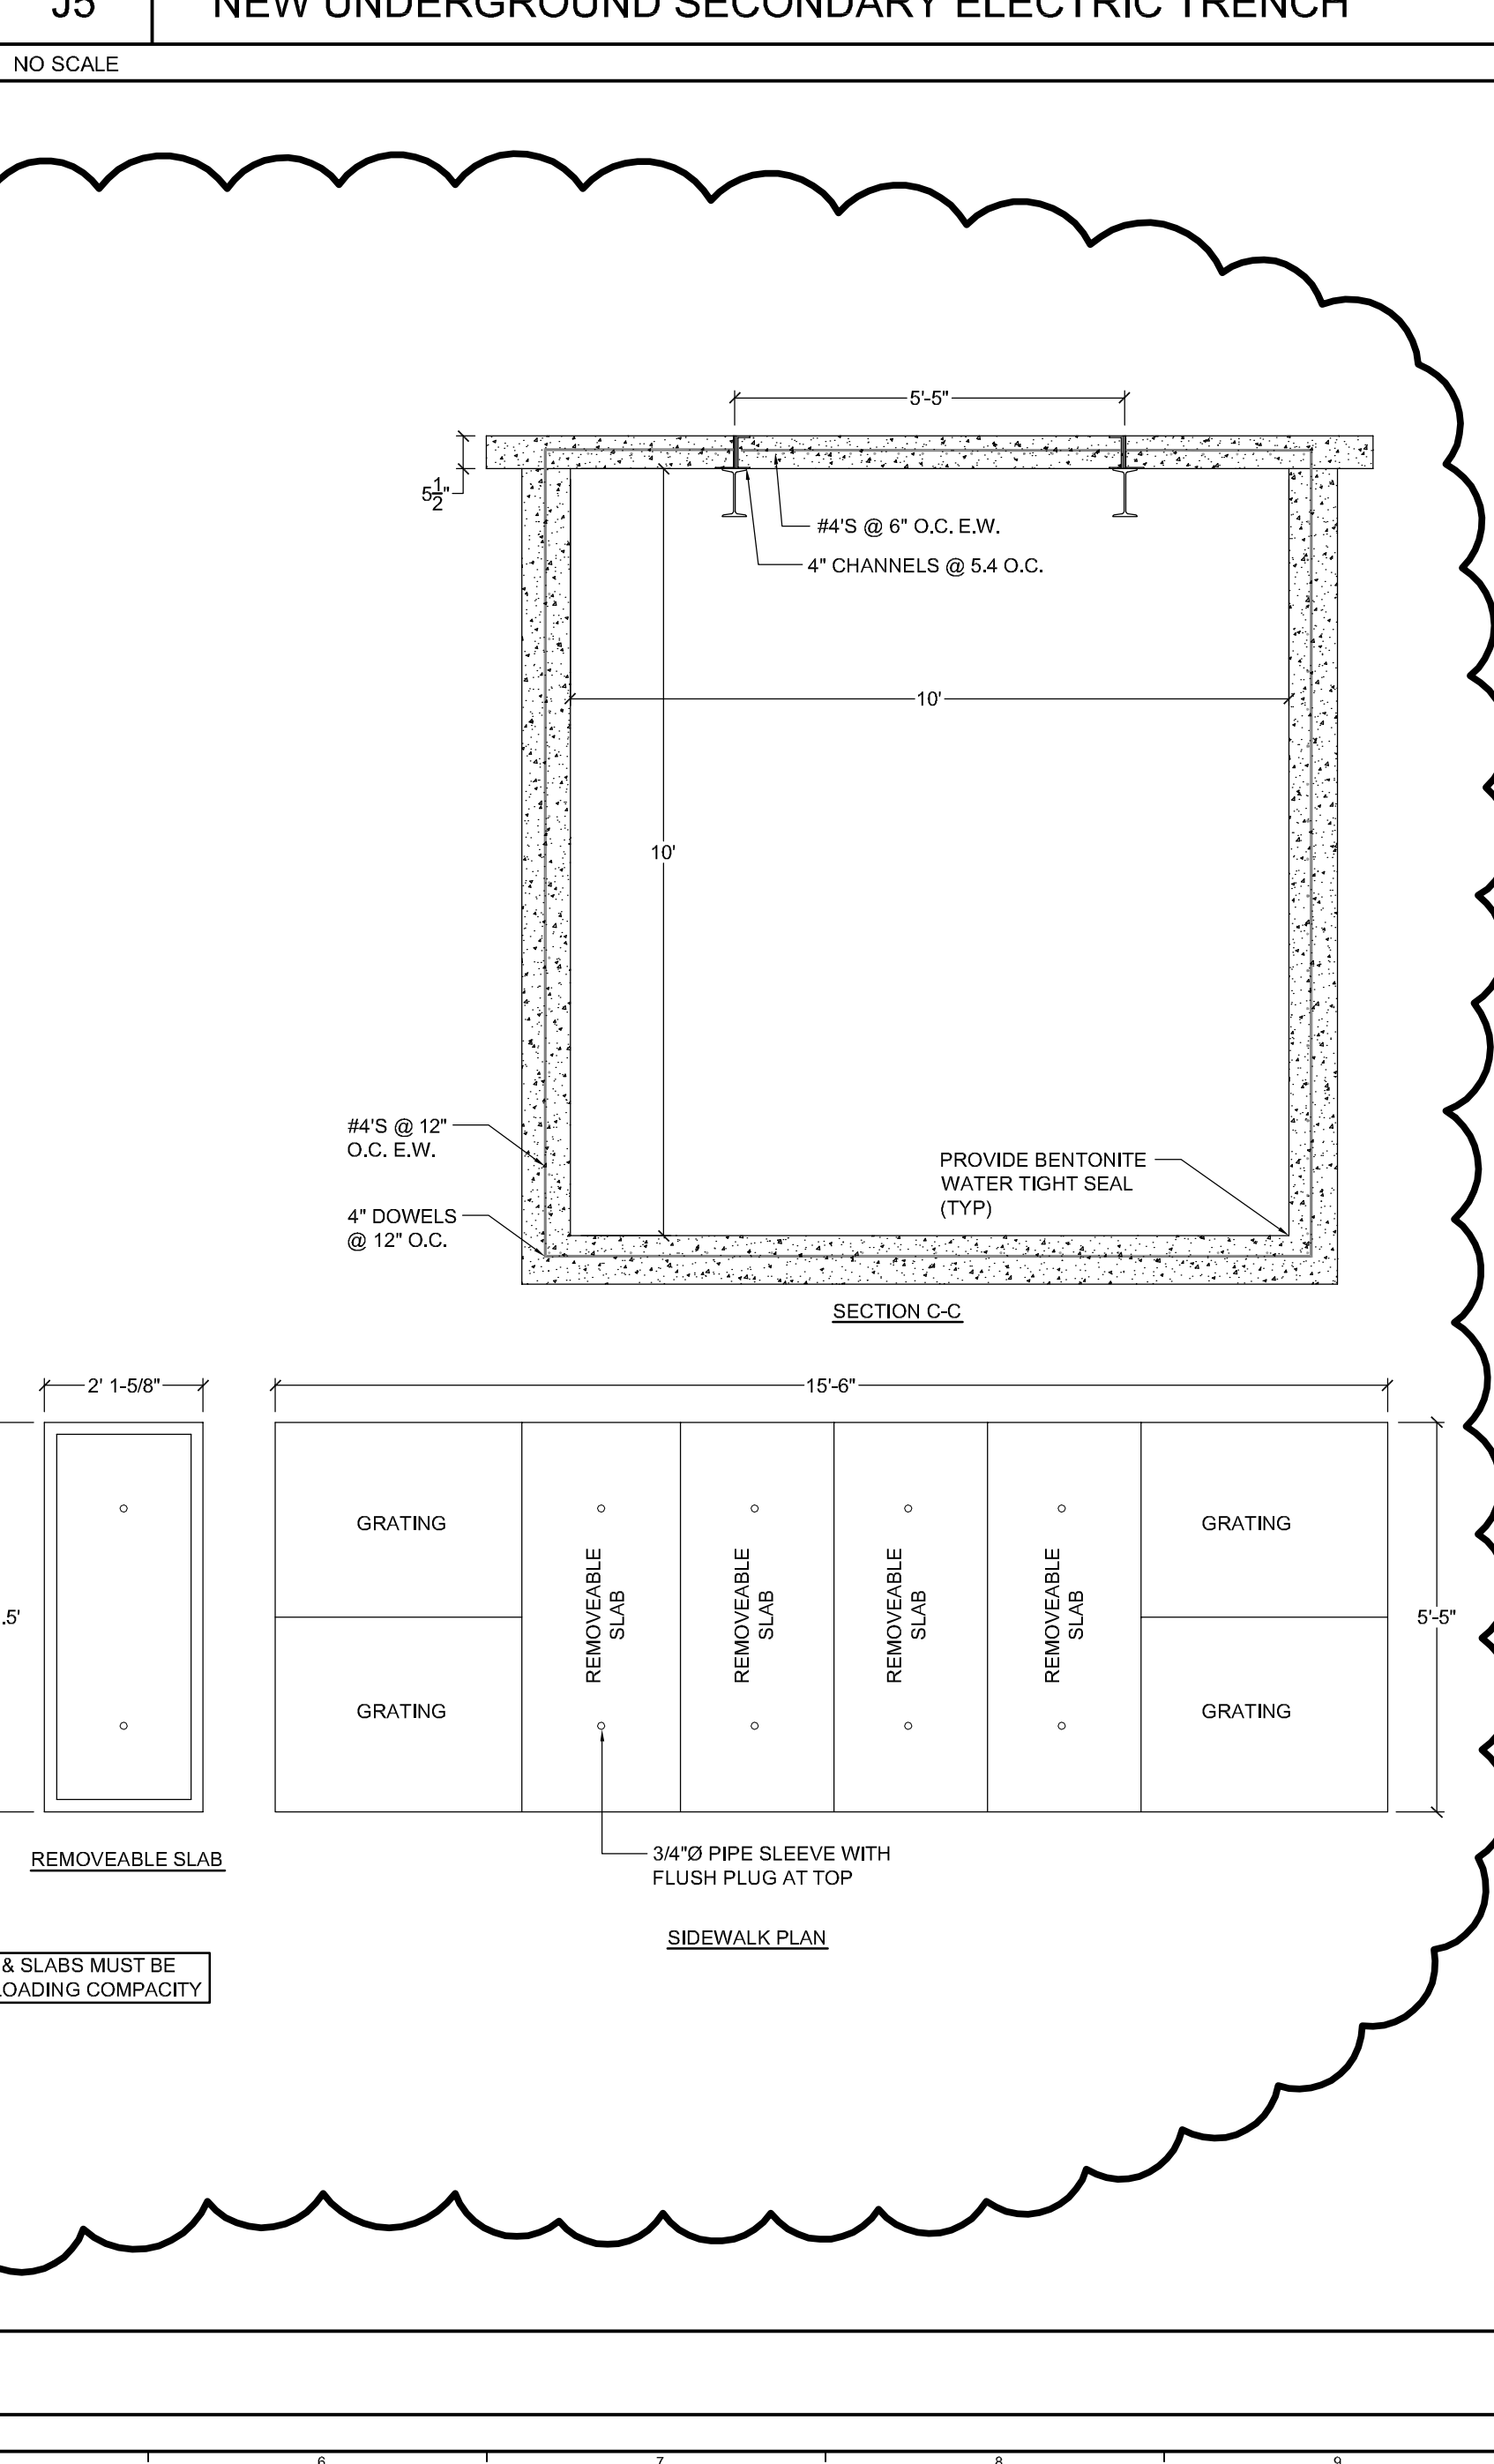 J5
NEW UNDERGROUND SECONDARY ELECTRIC TRENCH
NO SCALE
5'-5"
5 1/2"
#4'S @ 6" O.C. E.W.
4" CHANNELS @ 5.4 O.C.
10'
10'
#4'S @ 12"
O.C. E.W.
4" DOWELS
@ 12" O.C.
PROVIDE BENTONITE
WATER TIGHT SEAL
(TYP)
SECTION C-C
2' 1-5/8"
15'-6"
GRATING
GRATING
REMOVEABLE
SLAB
REMOVEABLE
SLAB
REMOVEABLE
SLAB
REMOVEABLE
SLAB
GRATING
GRATING
.5'
5'-5"
REMOVEABLE SLAB
3/4"Ø PIPE SLEEVE WITH
FLUSH PLUG AT TOP
SIDEWALK PLAN
& SLABS MUST BE
LOADING COMPACITY
6
7
8
9